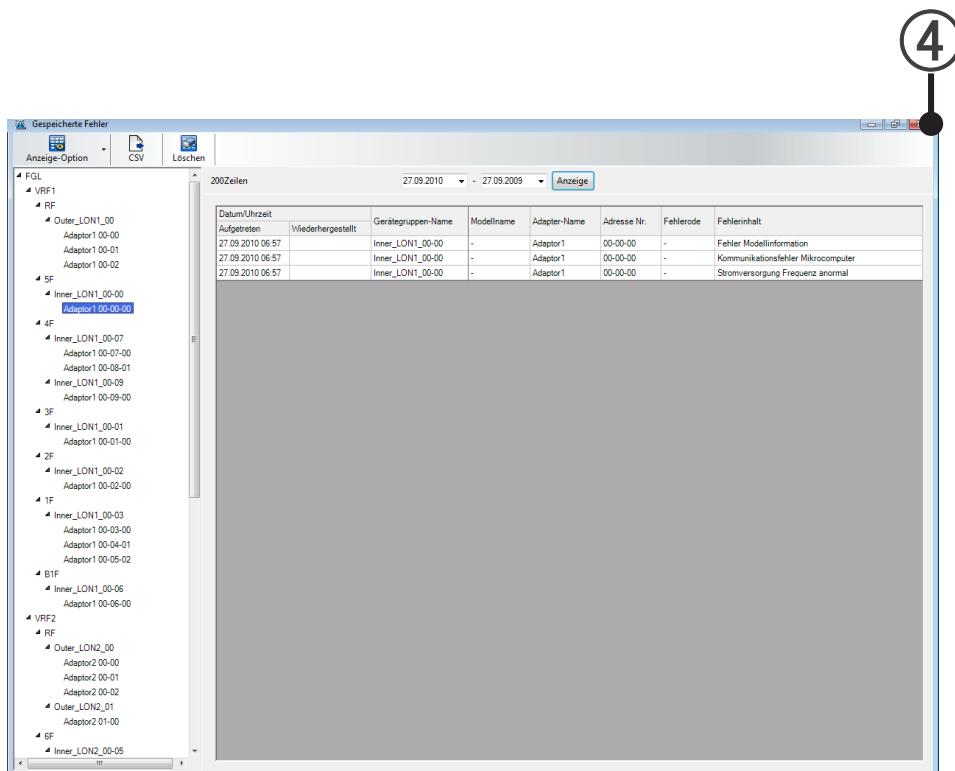 ④
Gespeicherte Fehler
Anzeige-Option
CSV
Löschen
FGL
VRF1
RF
Outer_LON1_00
Adaptor1 00-00
Adaptor1 00-01
Adaptor1 00-02
5F
Inner_LON1_00-00
Adaptor1 00-00-00
4F
Inner_LON1_00-07
Adaptor1 00-07-00
Adaptor1 00-08-01
Inner_LON1_00-09
Adaptor1 00-09-00
3F
Inner_LON1_00-01
Adaptor1 00-01-00
2F
Inner_LON1_00-02
Adaptor1 00-02-00
1F
Inner_LON1_00-03
Adaptor1 00-03-00
Adaptor1 00-04-01
Adaptor1 00-05-02
B1F
Inner_LON1_00-06
Adaptor1 00-06-00
VRF2
RF
Outer_LON2_00
Adaptor2 00-00
Adaptor2 00-01
Adaptor2 00-02
Outer_LON2_01
Adaptor2 01-00
6F
Inner_LON2_00-05
200Zeilen 27.09.2010 - 27.09.2009 Anzeige
Datum/Uhrzeit Gerätegruppen-Name Modellname Adapter-Name Adresse Nr. Fehlerode Fehlerinhalt
Aufgetreten Wiederhergestellt
27.09.2010 06:57 Inner_LON1_00-00 - Adaptor1 00-00-00 - Fehler Modellinformation
27.09.2010 06:57 Inner_LON1_00-00 - Adaptor1 00-00-00 - Kommunikationsfehler Mikrocomputer
27.09.2010 06:57 Inner_LON1_00-00 - Adaptor1 00-00-00 - Stromversorgung Frequenz anormal